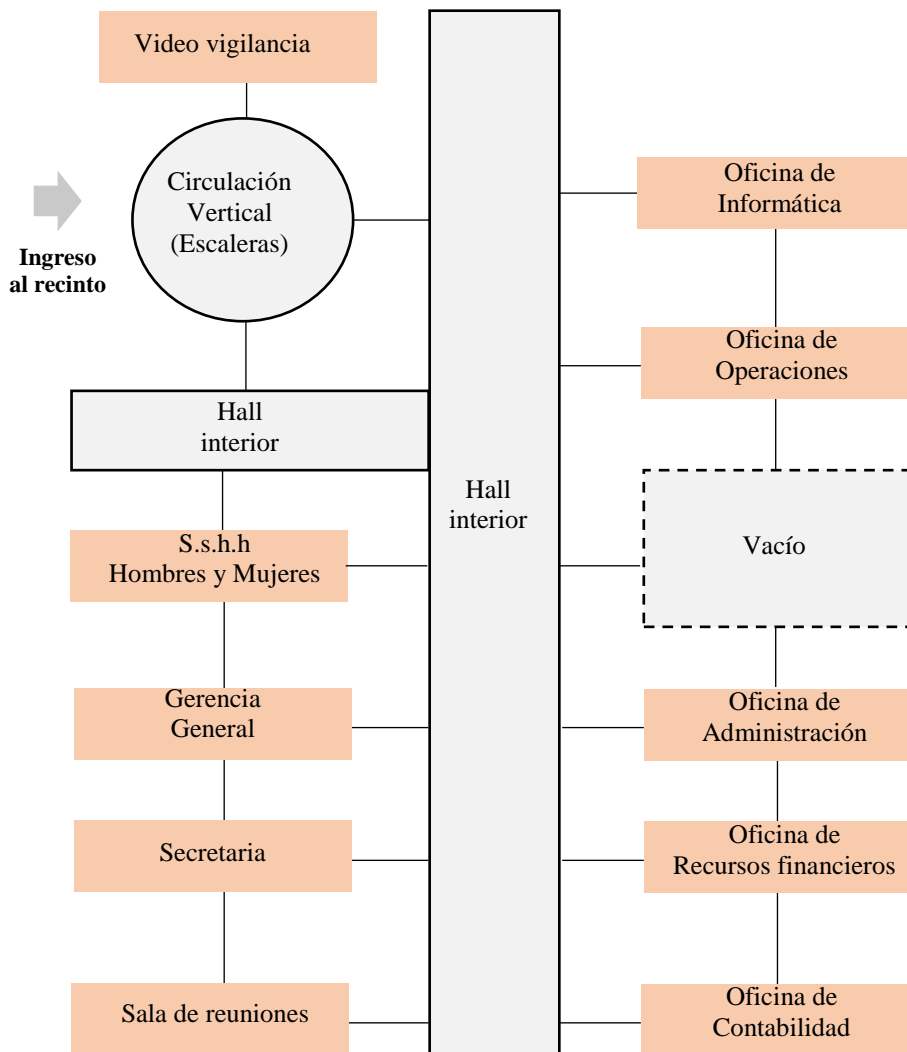 Video vigilancia
Circulación
Vertical
(Escaleras)
Ingreso
al recinto
Hall
interior
S.s.h.h
Hombres y Mujeres
Gerencia
General
Secretaria
Sala de reuniones
Hall
interior
Oficina de
Informática
Oficina de
Operaciones
Vacío
Oficina de
Administración
Oficina de
Recursos financieros
Oficina de
Contabilidad